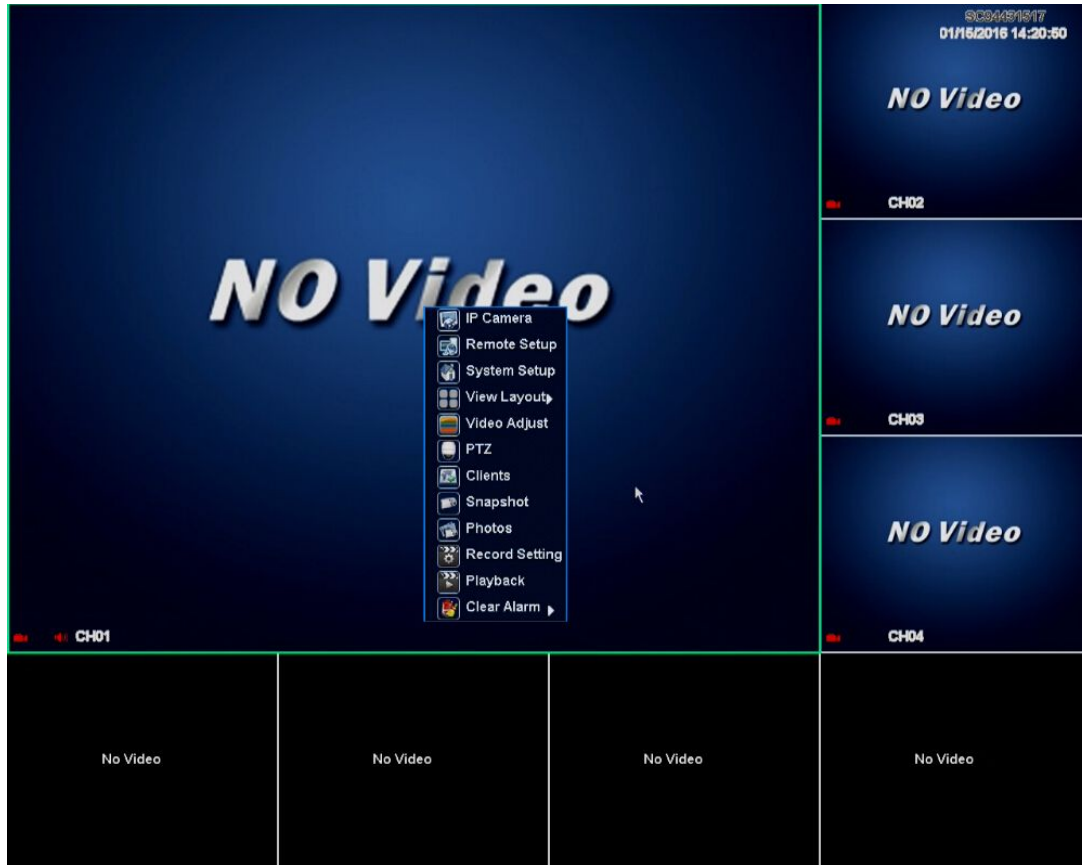 SC94431517
01/15/2016 14:20:50
NO Video
CH02
NO Video
CH03
NO Video
IP Camera
Remote Setup
System Setup
View Layout
Video Adjust
PTZ
Clients
Snapshot
Photos
Record Setting
Playback
Clear Alarm
CH01
NO Video
CH04
No Video
No Video
No Video
No Video